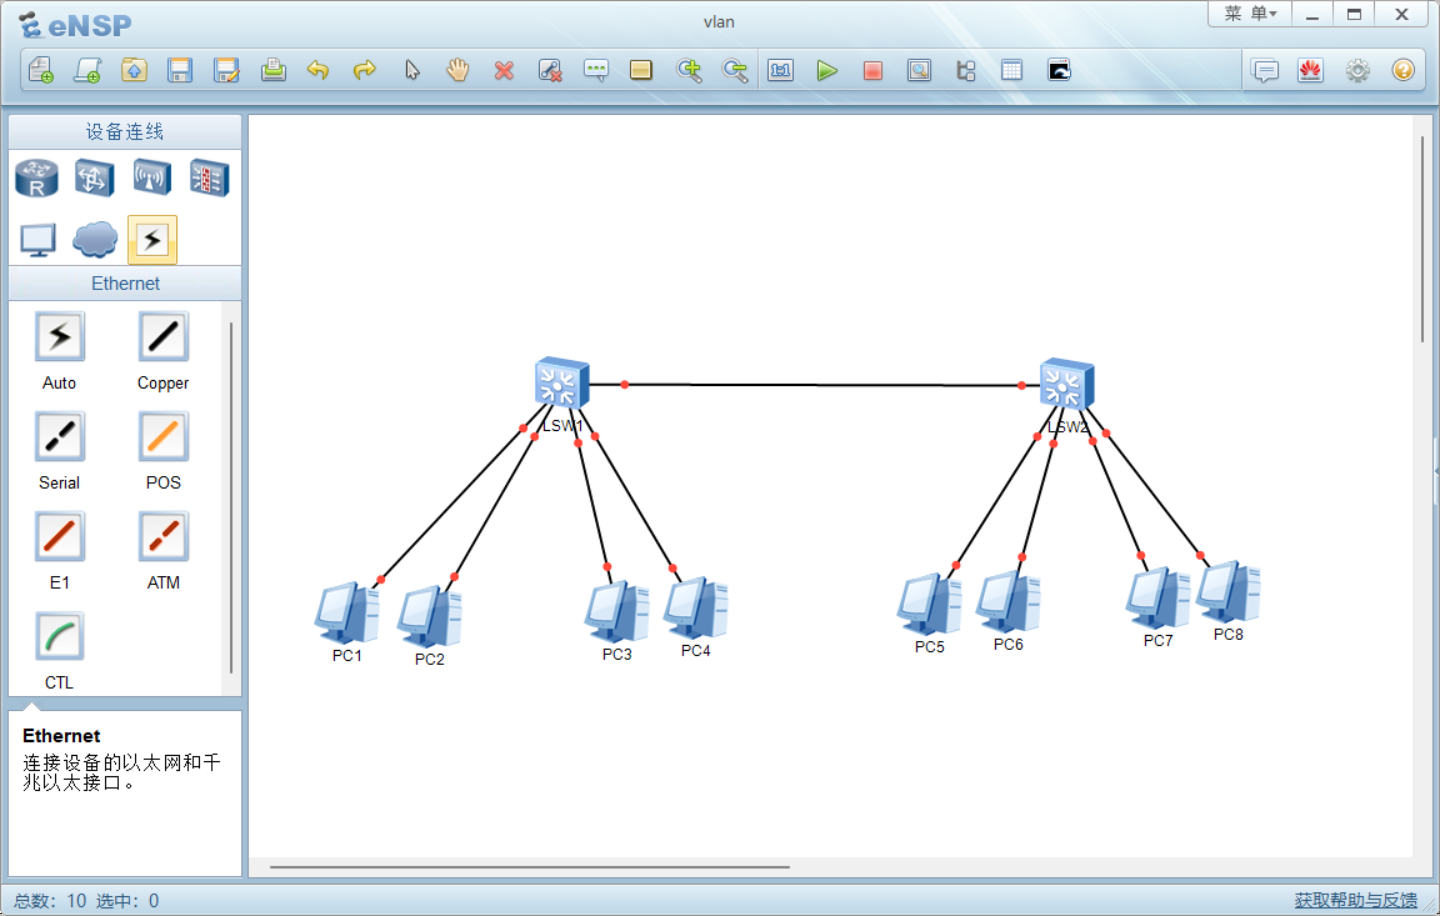 eNSP
vlan
菜 单
R
1:1
设备连线
Ethernet
Auto
Copper
Serial
POS
E1
ATM
CTL
Ethernet
连接设备的以太网和千
兆以太接口。
LSW1
LSW2
PC1
PC2
PC3
PC4
PC5
PC6
PC7
PC8
总数：10 选中：0
获取帮助与反馈